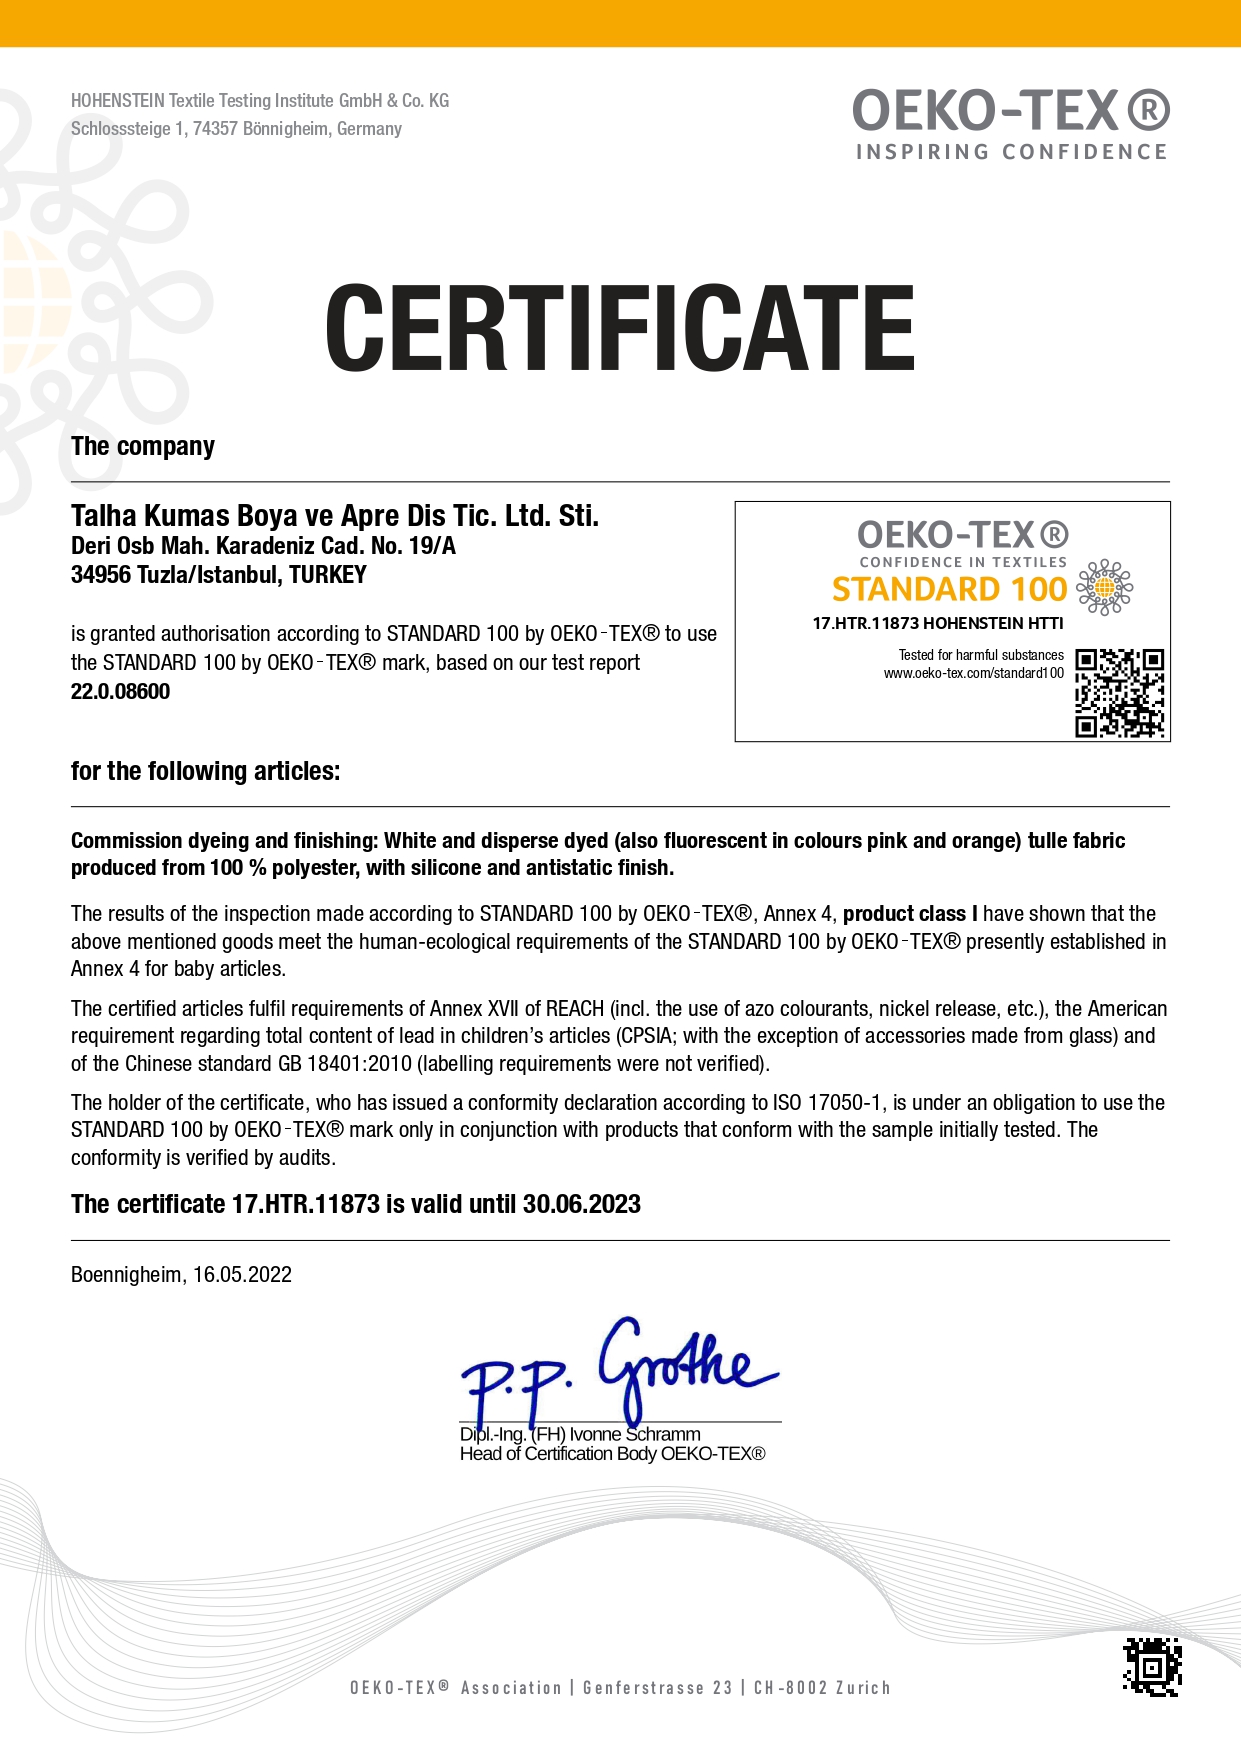 HOHENSTEIN Textile Testing Institute GmbH & Co. KG
Schlosssteige 1, 74357 Bönnigheim, Germany
OEKO-TEX®
INSPIRING CONFIDENCE
CERTIFICATE
The company
Talha Kumas Boya ve Apre Dis Tic. Ltd. Sti.
Deri Osb Mah. Karadeniz Cad. No. 19/A
34956 Tuzla/Istanbul, TURKEY
is granted authorisation according to STANDARD 100 by OEKO-TEX® to use
the STANDARD 100 by OEKO-TEX® mark, based on our test report
22.0.08600
OEKO-TEX®
CONFIDENCE IN TEXTILES
STANDARD 100
17.HTR.11873 HOHENSTEIN HTTI
Tested for harmful substances
www.oeko-tex.com/standard100
for the following articles:
Commission dyeing and finishing: White and disperse dyed (also fluorescent in colours pink and orange) tulle fabric
produced from 100 % polyester, with silicone and antistatic finish.
The results of the inspection made according to STANDARD 100 by OEKO-TEX®, Annex 4, product class I have shown that the
above mentioned goods meet the human-ecological requirements of the STANDARD 100 by OEKO-TEX® presently established in
Annex 4 for baby articles.
The certified articles fulfil requirements of Annex XVII of REACH (incl. the use of azo colourants, nickel release, etc.), the American
requirement regarding total content of lead in children's articles (CPSIA; with the exception of accessories made from glass) and
of the Chinese standard GB 18401:2010 (labelling requirements were not verified).
The holder of the certificate, who has issued a conformity declaration according to ISO 17050-1, is under an obligation to use the
STANDARD 100 by OEKO-TEX® mark only in conjunction with products that conform with the sample initially tested. The
conformity is verified by audits.
The certificate 17.HTR.11873 is valid until 30.06.2023
Boennigheim, 16.05.2022
p.p. Grothe
Dipl.-Ing. (FH) Ivonne Schramm
Head of Certification Body OEKO-TEX®
OEKO-TEX® Association | Genferstrasse 23 | CH-8002 Zurich